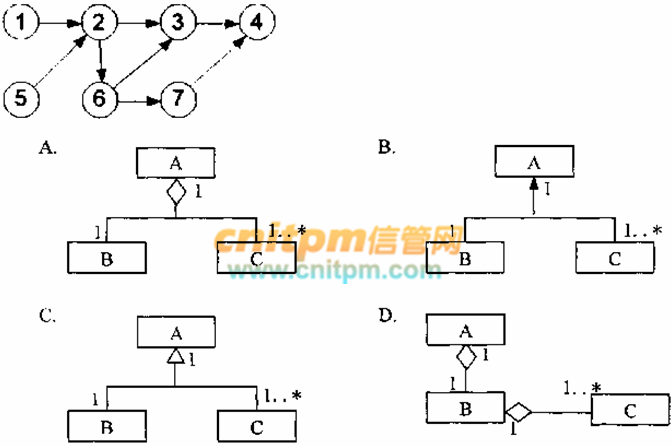 1 2 3 4
5 6 7
A. B.
A A
1 1
1 1..* 1 1..*
B C B C
cnitpm信管网
www.cnitpm.com
C. D.
A A
1 1
1 1..* 1 1..*
B C B C
1